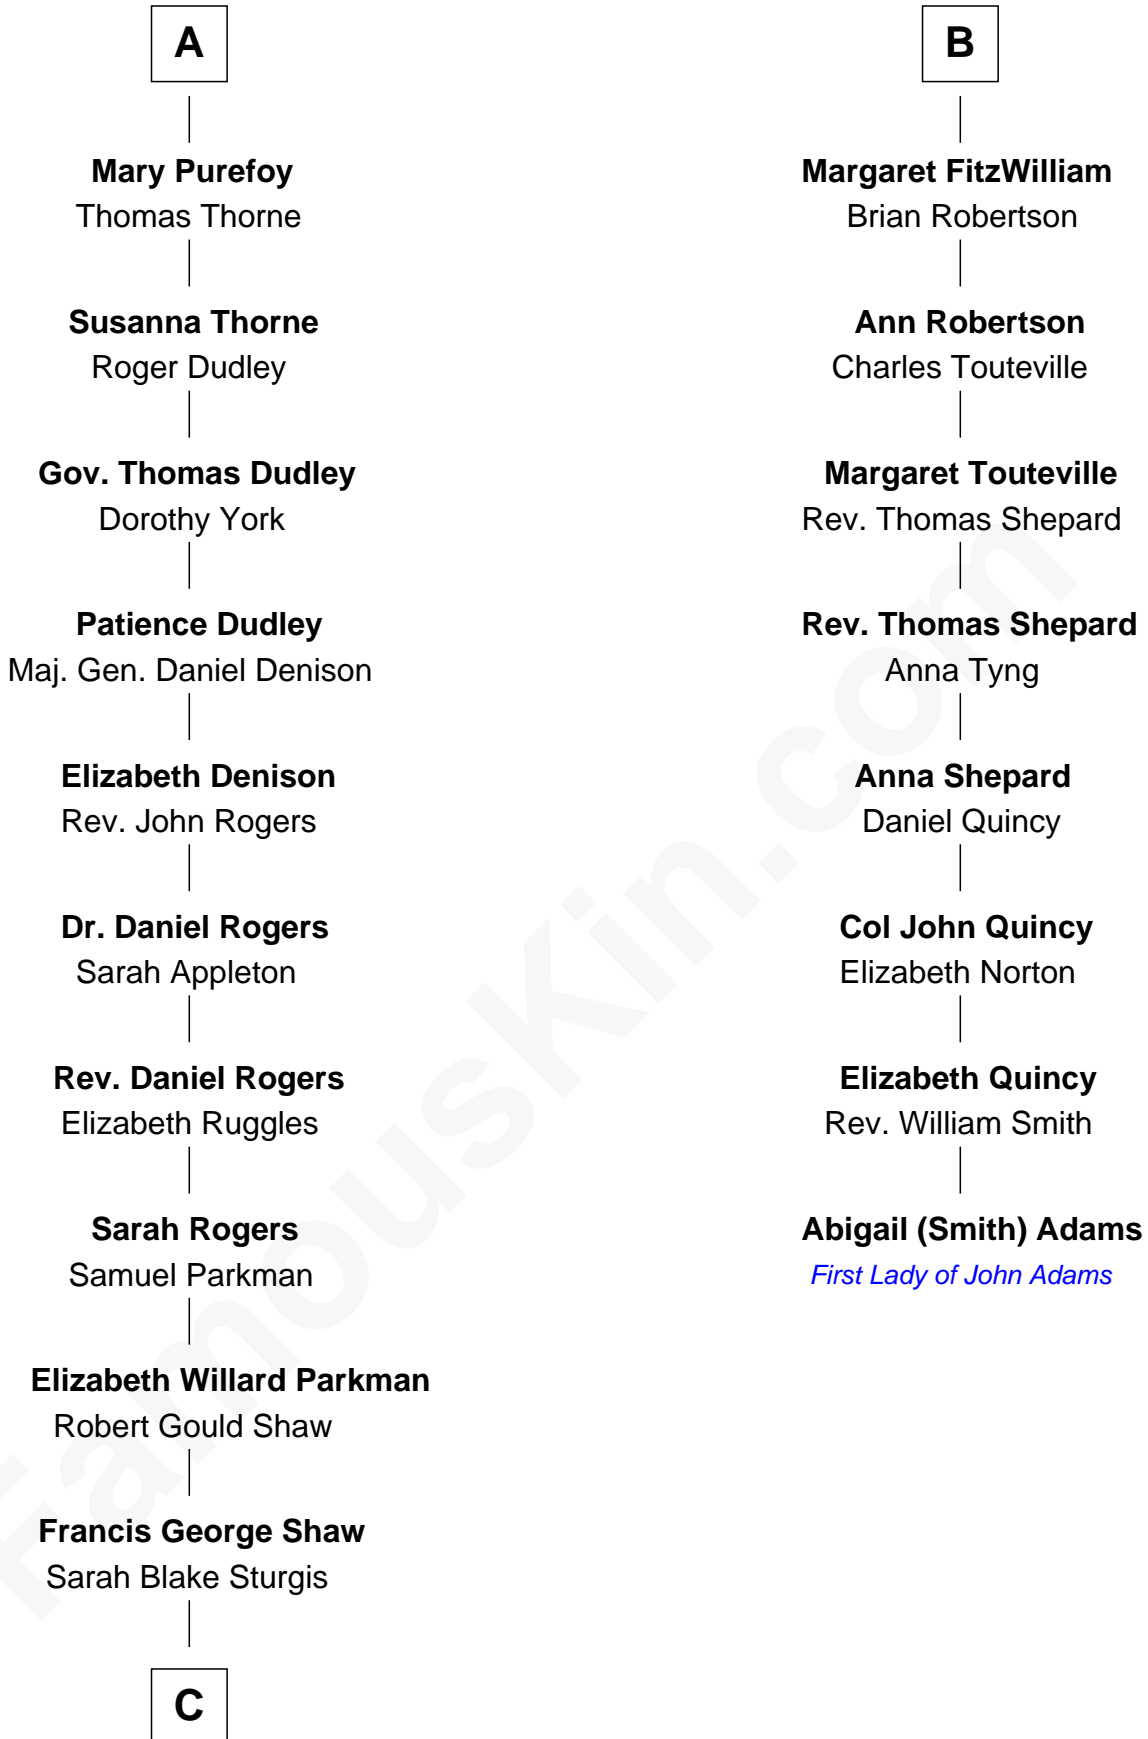 A
Mary Purefoy
Thomas Thorne
Susanna Thorne
Roger Dudley
Gov. Thomas Dudley
Dorothy York
Patience Dudley
Maj. Gen. Daniel Denison
Elizabeth Denison
Rev. John Rogers
Dr. Daniel Rogers
Sarah Appleton
Rev. Daniel Rogers
Elizabeth Ruggles
Sarah Rogers
Samuel Parkman
Elizabeth Willard Parkman
Robert Gould Shaw
Francis George Shaw
Sarah Blake Sturgis
C
B
Margaret FitzWilliam
Brian Robertson
Ann Robertson
Charles Touteville
Margaret Touteville
Rev. Thomas Shepard
Rev. Thomas Shepard
Anna Tyng
Anna Shepard
Daniel Quincy
Col John Quincy
Elizabeth Norton
Elizabeth Quincy
Rev. William Smith
Abigail (Smith) Adams
First Lady of John Adams
FamousKin.com